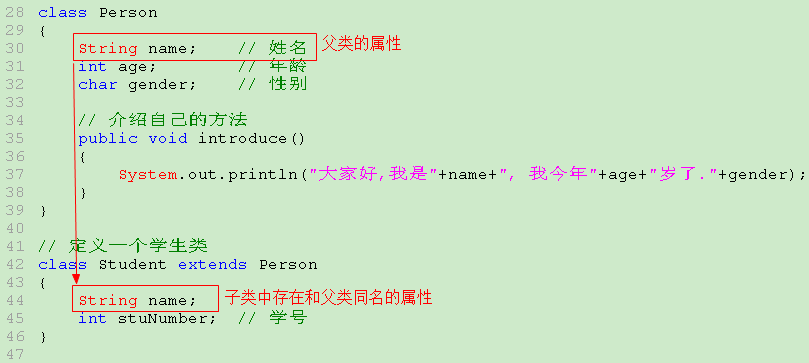 28 class Person
29 {
30 String name; // 姓名 父类的属性
31 int age; // 年龄
32 char gender; // 性别
33
34 // 介绍自己的方法
35 public void introduce()
36 {
37 System.out.println("大家好,我是"+name+", 我今年"+age+"岁了."+gender);
38 }
39 }
40
41 // 定义一个学生类
42 class Student extends Person
43 {
44 String name; 子类中存在和父类同名的属性
45 int stuNumber; // 学号
46 }
47